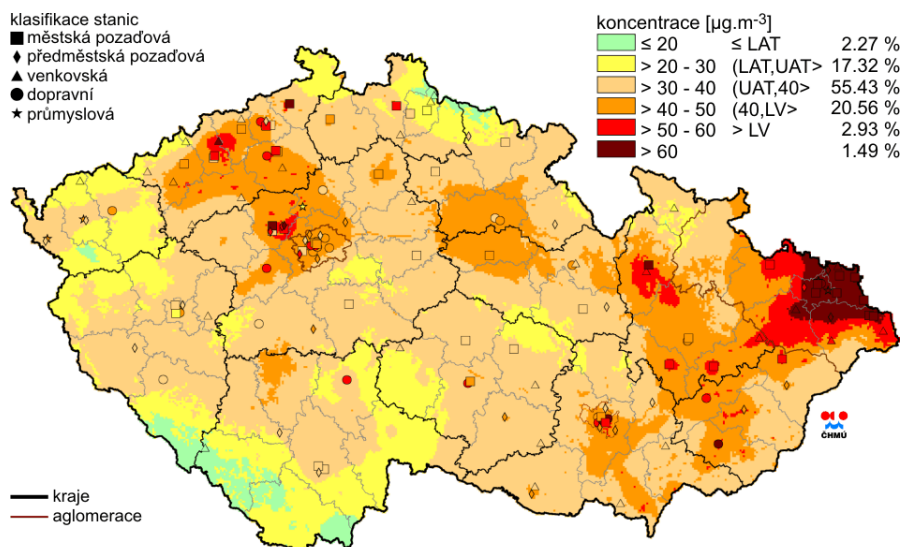 klasifikace stanic
městská pozaďová
předměstská pozaďová
venkovská
dopravní
průmyslová
koncentrace [µg.m⁻³]
≤ 20 ≤ LAT 2.27 %
> 20 - 30 (LAT,UAT> 17.32 %
> 30 - 40 (UAT,40> 55.43 %
> 40 - 50 (40,LV> 20.56 %
> 50 - 60 > LV 2.93 %
> 60 1.49 %
ČHMÚ
kraje
aglomerace